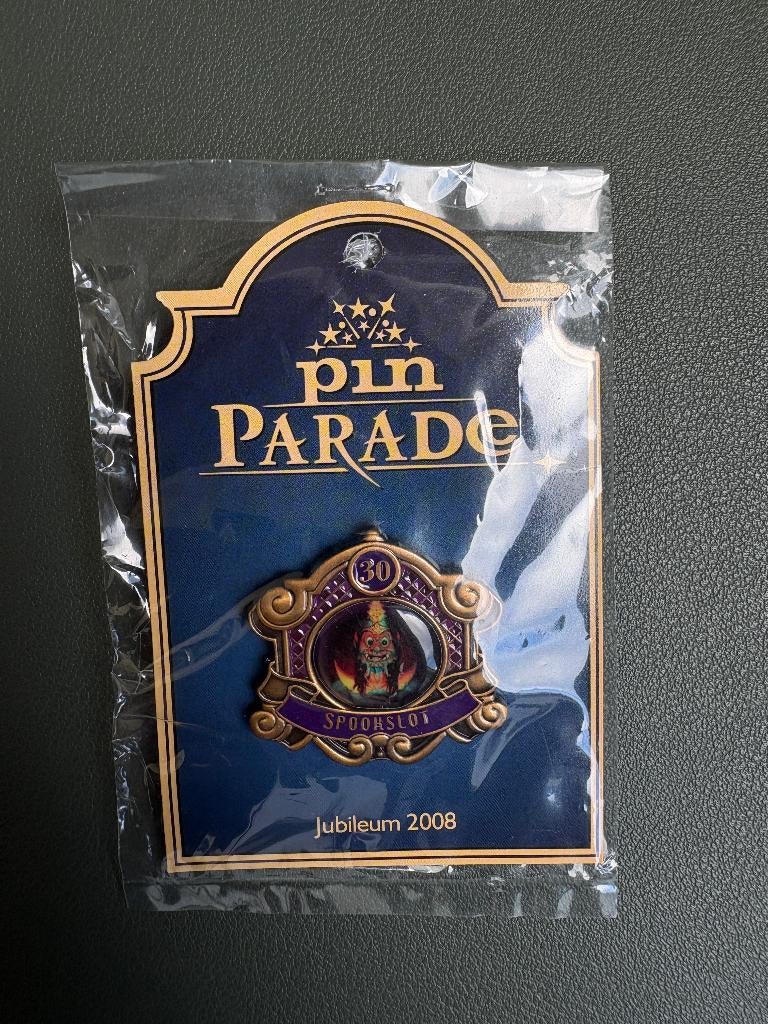 pin
PARADE
30
SPOOKSLOT
Jubileum 2008